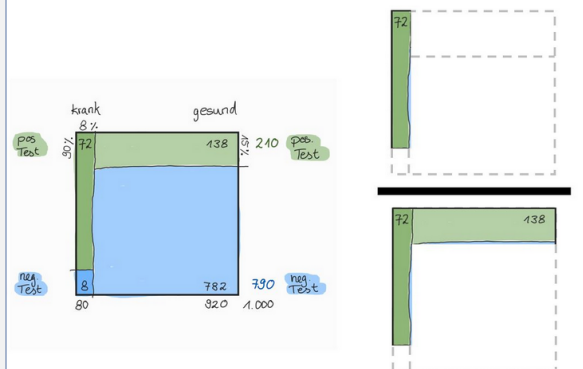 72
krank gesund
8%
pos Test 90% 72 138 15% 210 pos. Test
neg. Test 8 782 790 neg. Test
80 920 1.000
72 138